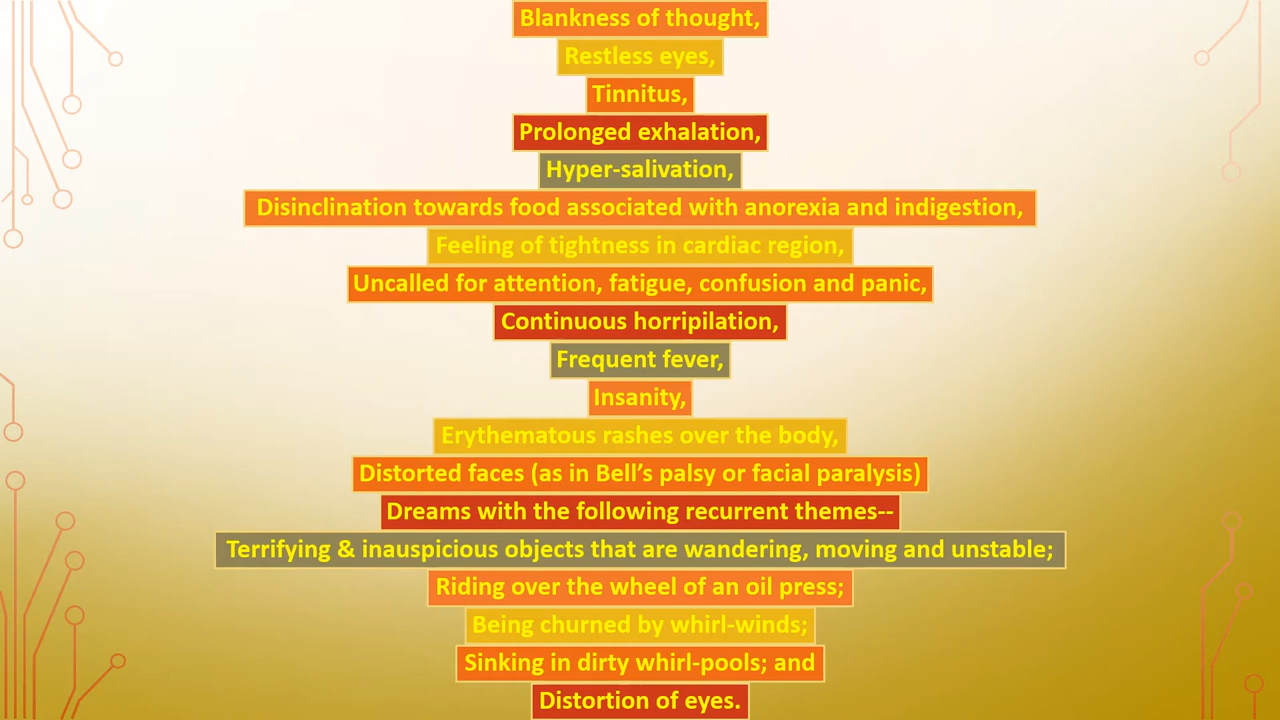 Blankness of thought,
Restless eyes,
Tinnitus,
Prolonged exhalation,
Hyper-salivation,
Disinclination towards food associated with anorexia and indigestion,
Feeling of tightness in cardiac region,
Uncalled for attention, fatigue, confusion and panic,
Continuous horripilation,
Frequent fever,
Insanity,
Erythematous rashes over the body,
Distorted faces (as in Bell’s palsy or facial paralysis)
Dreams with the following recurrent themes--
Terrifying & inauspicious objects that are wandering, moving and unstable;
Riding over the wheel of an oil press;
Being churned by whirl-winds;
Sinking in dirty whirl-pools; and
Distortion of eyes.